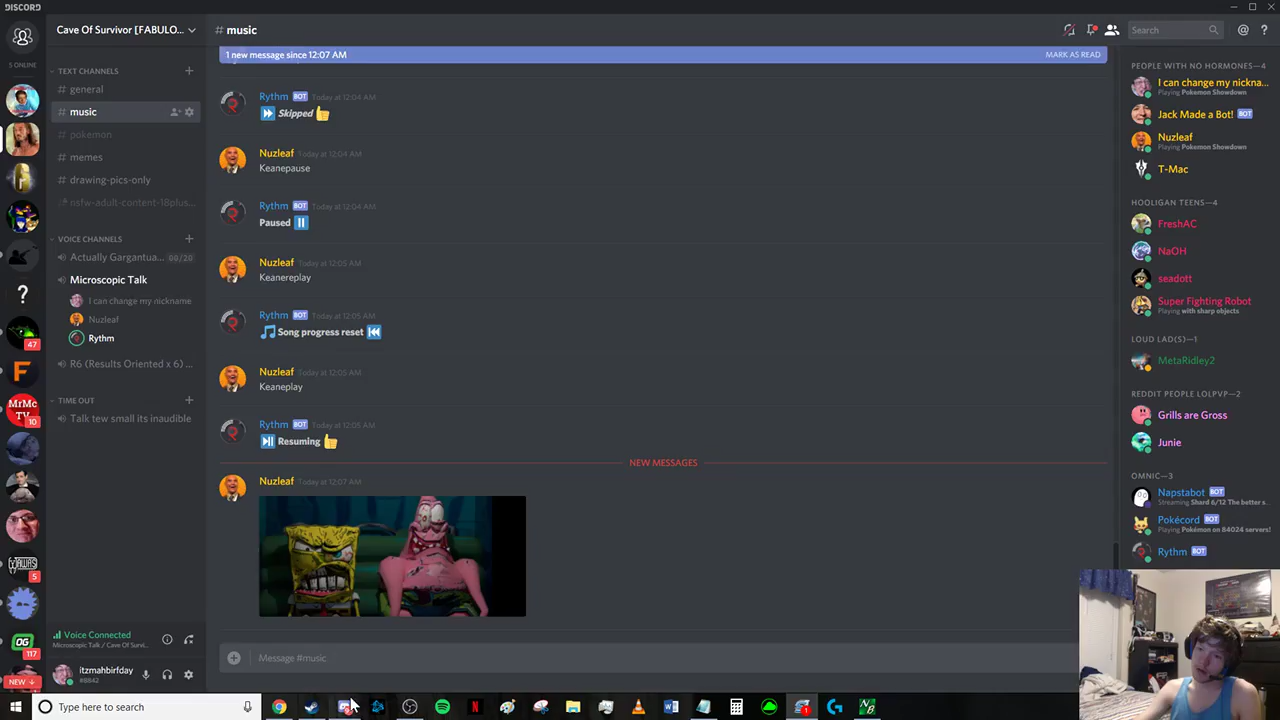 DISCORD
Cave Of Survivor [FABULO...
# music
Search
5 ONLINE
1 new message since 12:07 AM
MARK AS READ
TEXT CHANNELS
# general
# music
# pokemon
# memes
# drawing-pics-only
nsfw-adult-content-18plus...
VOICE CHANNELS
Actually Gargantua... 00/20
Microscopic Talk
I can change my nickname
Nuzleaf
Rythm
R6 (Results Oriented x 6) ...
TIME OUT
Talk tew small its inaudible
47
F
MrMc
TV
10
5
OG
117
NEW
Voice Connected
Microscopic Talk / Cave Of Survi...
itzmahbirfday
#8842
Rythm BOT Today at 12:04 AM
Skipped
Nuzleaf Today at 12:04 AM
Keanepause
Rythm BOT Today at 12:04 AM
Paused
Nuzleaf Today at 12:05 AM
Keanereplay
Rythm BOT Today at 12:05 AM
Song progress reset
Nuzleaf Today at 12:05 AM
Keaneplay
Rythm BOT Today at 12:05 AM
Resuming
NEW MESSAGES
Nuzleaf Today at 12:07 AM
Message #music
PEOPLE WITH NO HORMONES—4
I can change my nickna...
Playing Pokemon Showdown
Jack Made a Bot! BOT
Nuzleaf
Playing Pokemon Showdown
T-Mac
HOOLIGAN TEENS—4
FreshAC
NaOH
seadott
Super Fighting Robot
Playing with sharp objects
LOUD LAD(S)—1
MetaRidley2
REDDIT PEOPLE LOLPVP—2
Grills are Gross
Junie
OMNIC—3
Napstabot BOT
Streaming Shard 6/12 The better s...
Pokécord BOT
Playing Pokémon on 84024 servers!
Rythm BOT
Type here to search